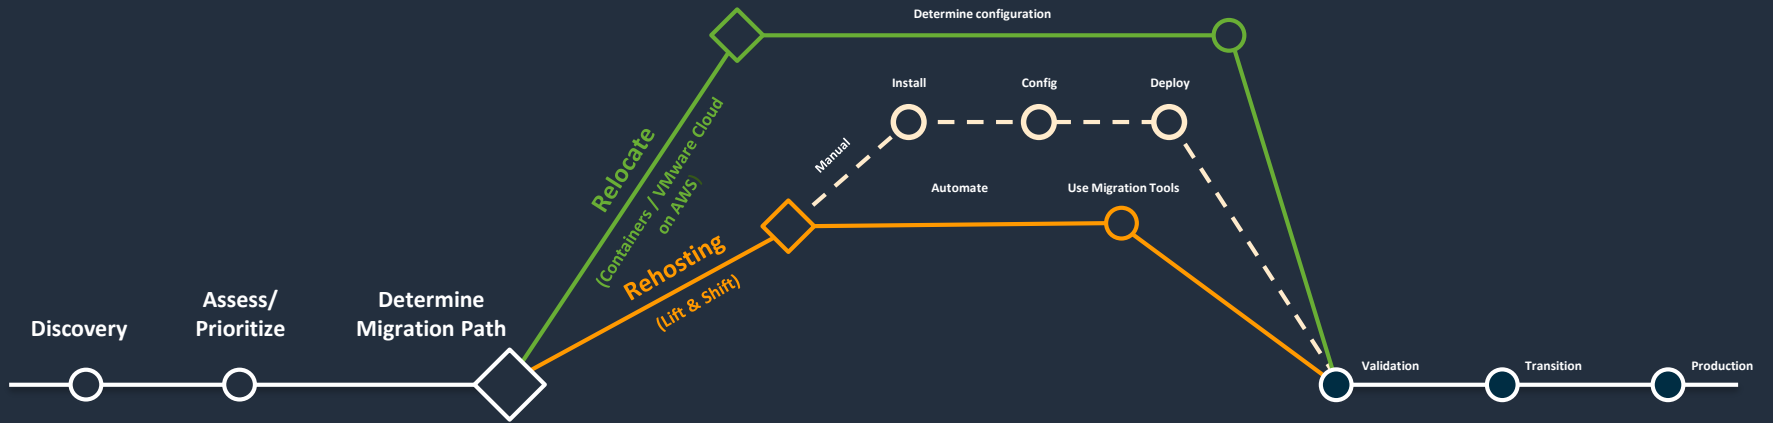 Determine configuration
Install
Config
Deploy
Manual
Automate
Use Migration Tools
Relocate
(Containers / VMware Cloud
on AWS)
Rehosting
(Lift & Shift)
Discovery
Assess/
Prioritize
Determine
Migration Path
Validation
Transition
Production